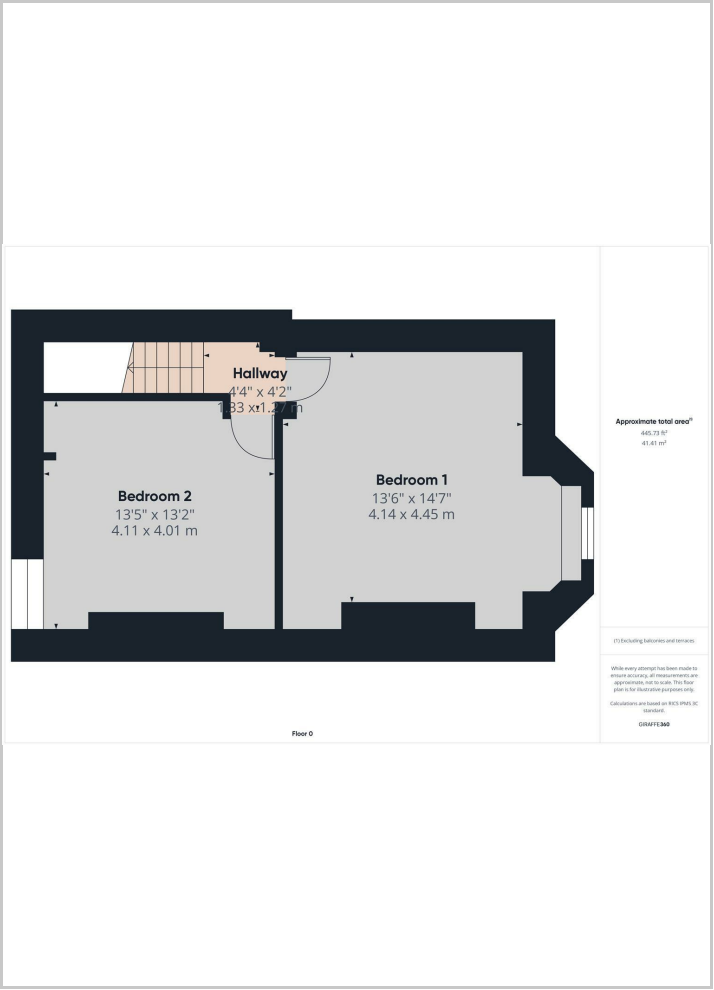 Hallway
4'4" x 4'2"
1.33 x 1.27 m
Bedroom 1
13'6" x 14'7"
4.14 x 4.45 m
Bedroom 2
13'5" x 13'2"
4.11 x 4.01 m
Floor 0
Approximate total area⁽¹⁾
445.73 ft²
41.41 m²
(1) Excluding balconies and terraces
While every attempt has been made to
ensure accuracy, all measurements are
approximate, not to scale. This floor
plan is for illustrative purposes only.
Calculations are based on RICS IPMS 3C
standard.
GIRAFFE360